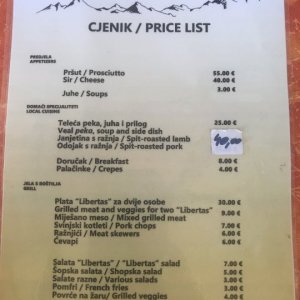 CJENIK / PRICE LIST
PREDJELA
APPETIZERS
Pršut / Prosciutto 55.00 €
Sir / Cheese 40.00 €
Juhe / Soups 3.00 €
DOMAĆI SPECIJALITETI
LOCAL CUISINE
Teleća peka, juha i prilog 25.00 €
Veal peka, soup and side dish
Janjetina s ražnja / Spit-roasted lamb
Odojak s ražnja / Spit-roasted pork
40,00
Doručak / Breakfast 8.00 €
Palačinke / Crepes 4.00 €
JELA S ROŠTILJA
GRILL
Plata "Libertas" za dvije osobe 30.00 €
Grilled meat and veggies for two "Libertas"
Miješano meso / Mixed grilled meat 9.00 €
Svinjski kotleti / Pork chops 7.00 €
Ražnjići / Meat skewers 6.00 €
Ćevapi 6.00 €
Salata "Libertas" / "Libertas" salad 7.00 €
Šopska salata / Shopska salad 5.00 €
Salate razne / Various salads 3.00 €
Pomfri / French fries 3.00 €
Povrće na žaru/ Grilled veggies 4.00 €